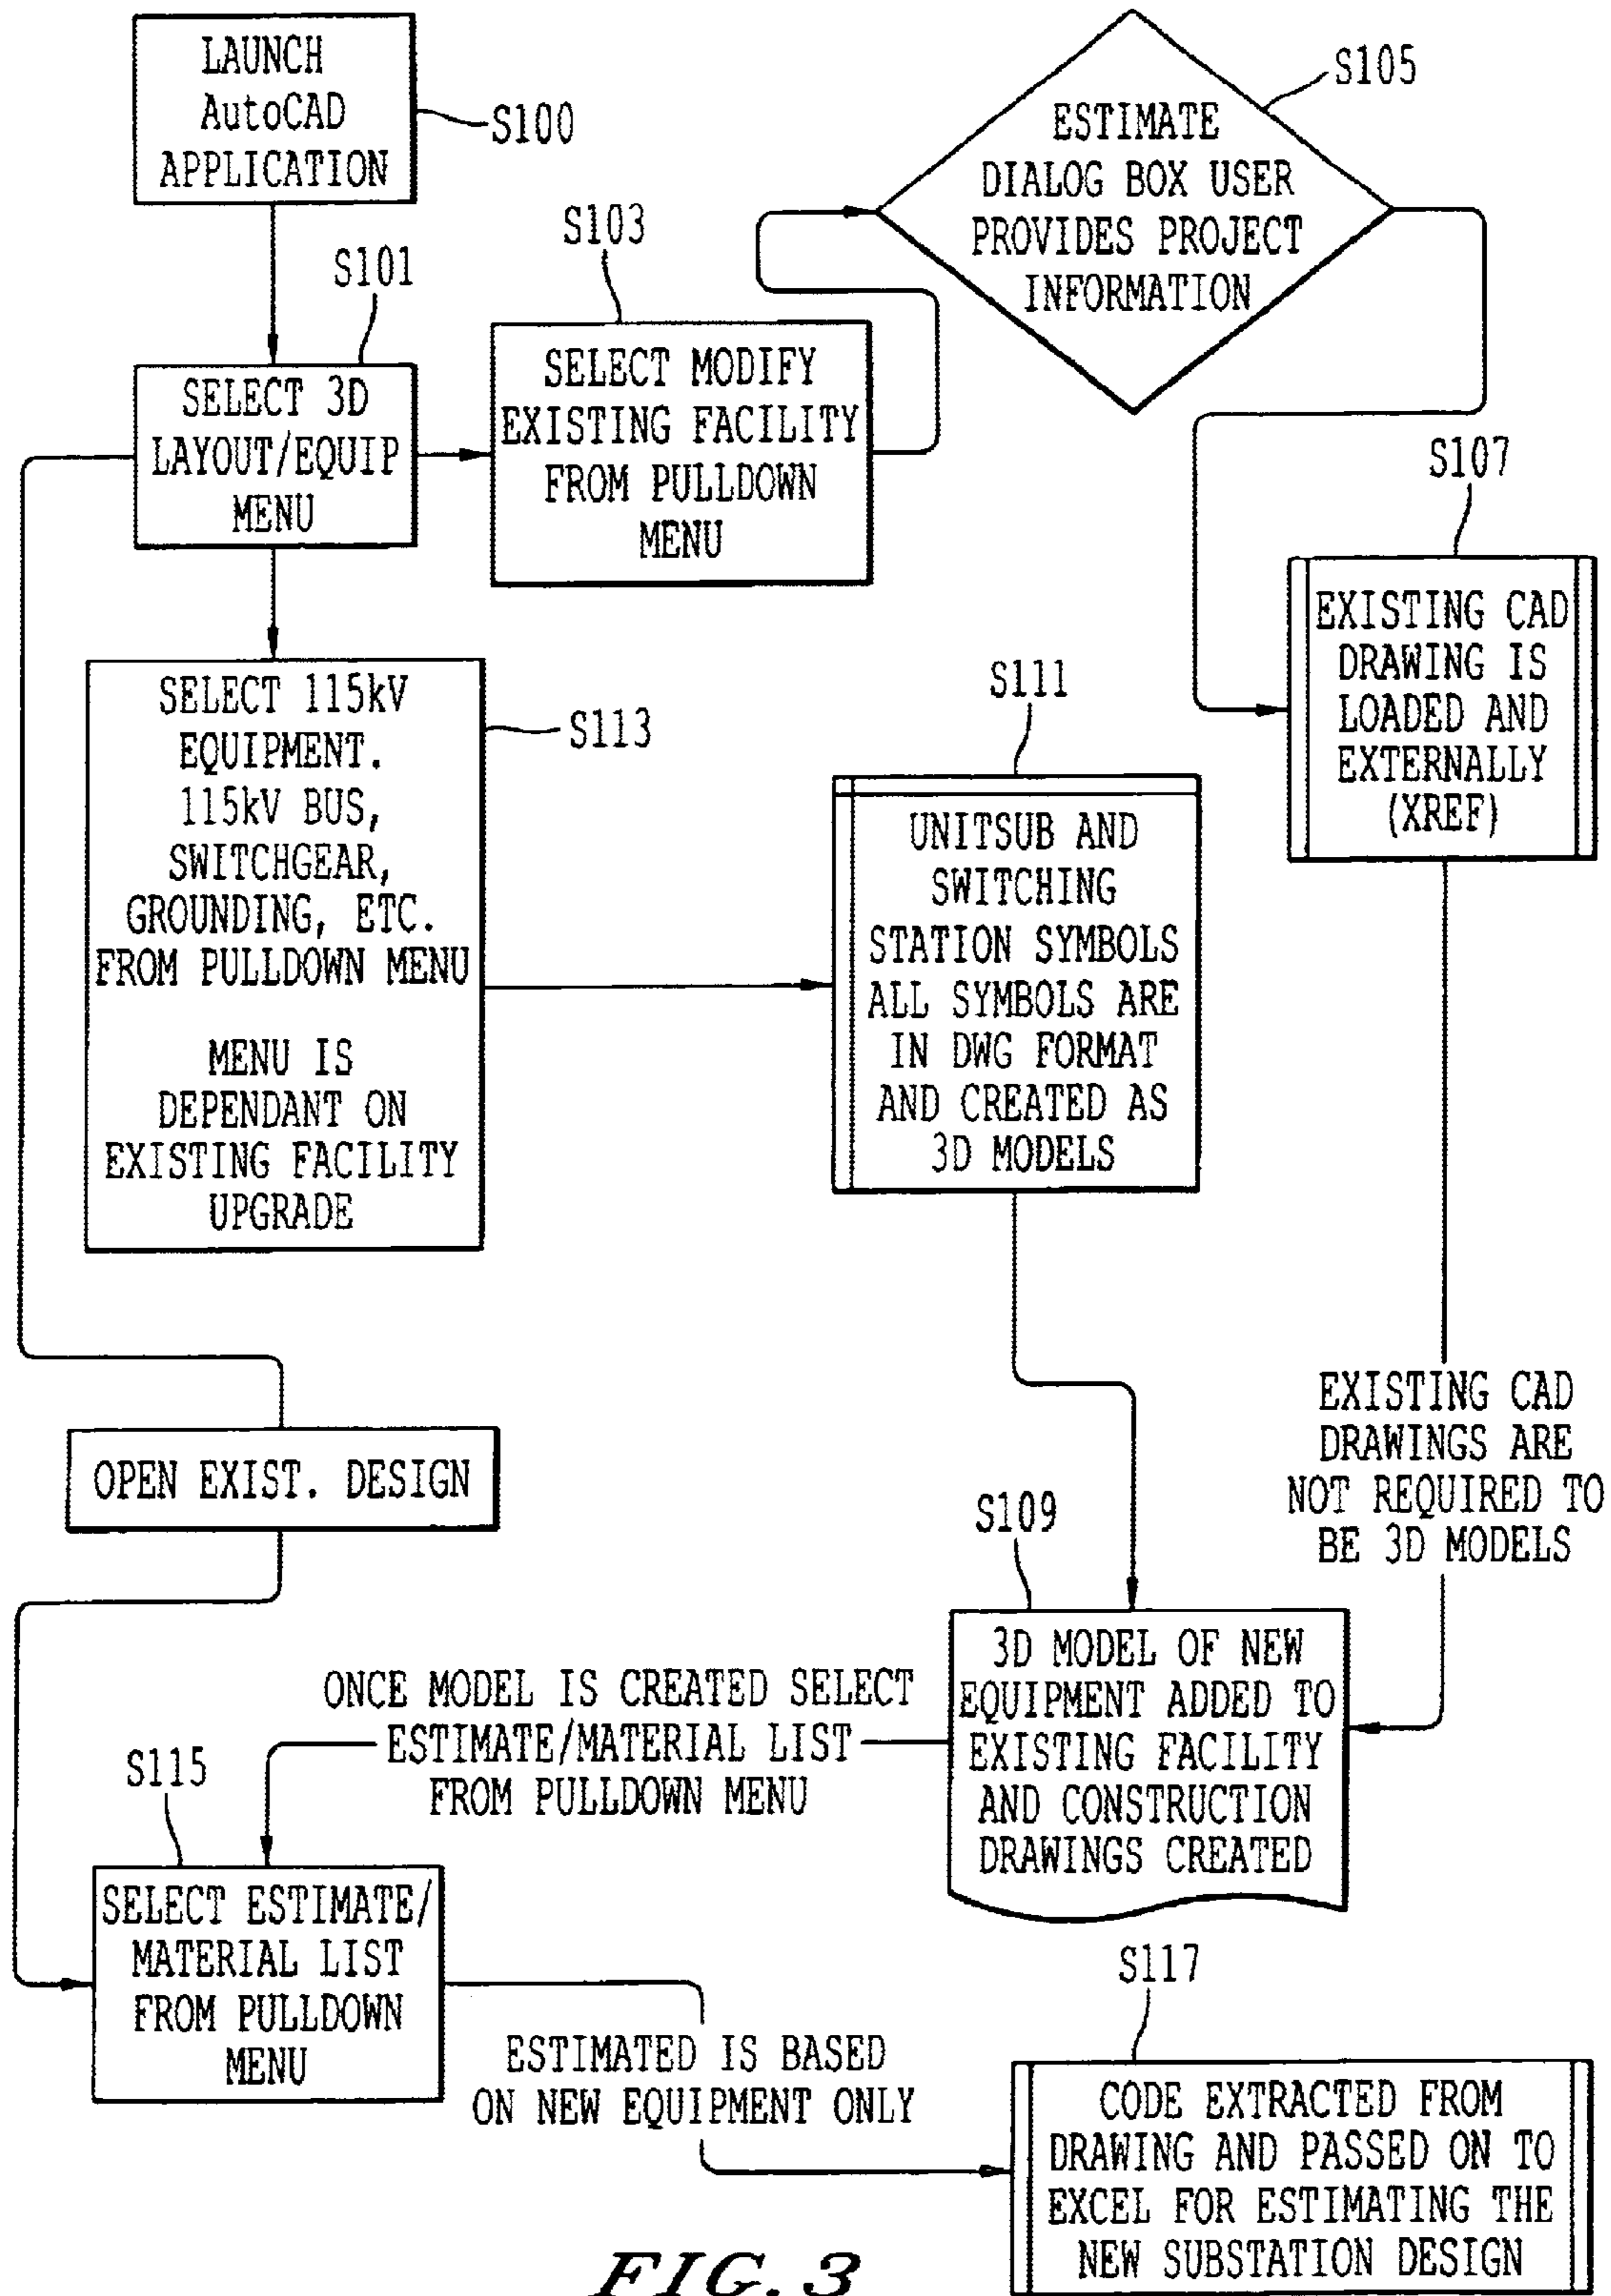 LAUNCH
AutoCAD
APPLICATION
S100
S101
SELECT 3D
LAYOUT/EQUIP
MENU
S103
SELECT MODIFY
EXISTING FACILITY
FROM PULLDOWN
MENU
S105
ESTIMATE
DIALOG BOX USER
PROVIDES PROJECT
INFORMATION
S107
EXISTING CAD
DRAWING IS
LOADED AND
EXTERNALLY
(XREF)
SELECT 115kV
EQUIPMENT.
115kV BUS,
SWITCHGEAR,
GROUNDING, ETC.
FROM PULLDOWN MENU
MENU IS
DEPENDANT ON
EXISTING FACILITY
UPGRADE
S113
S111
UNITSUB AND
SWITCHING
STATION SYMBOLS
ALL SYMBOLS ARE
IN DWG FORMAT
AND CREATED AS
3D MODELS
EXISTING CAD
DRAWINGS ARE
NOT REQUIRED TO
BE 3D MODELS
OPEN EXIST. DESIGN
S109
3D MODEL OF NEW
EQUIPMENT ADDED TO
EXISTING FACILITY
AND CONSTRUCTION
DRAWINGS CREATED
ONCE MODEL IS CREATED SELECT
ESTIMATE/MATERIAL LIST
FROM PULLDOWN MENU
S115
SELECT ESTIMATE/
MATERIAL LIST
FROM PULLDOWN
MENU
ESTIMATED IS BASED
ON NEW EQUIPMENT ONLY
S117
CODE EXTRACTED FROM
DRAWING AND PASSED ON TO
EXCEL FOR ESTIMATING THE
NEW SUBSTATION DESIGN
FIG. 3